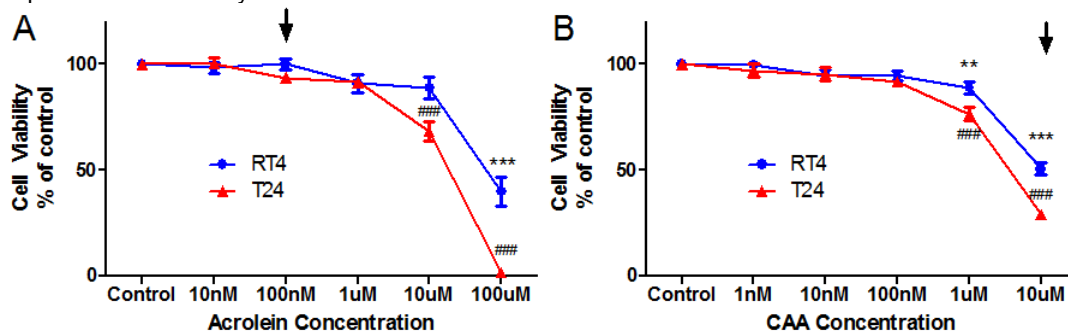 A
Cell Viability
% of control
100
50
0
RT4
T24
###
***
###
Control 10nM 100nM 1uM 10uM 100uM
Acrolein Concentration
B
Cell Viability
% of control
100
50
0
RT4
T24
**
###
***
###
Control 1nM 10nM 100nM 1uM 10uM
CAA Concentration